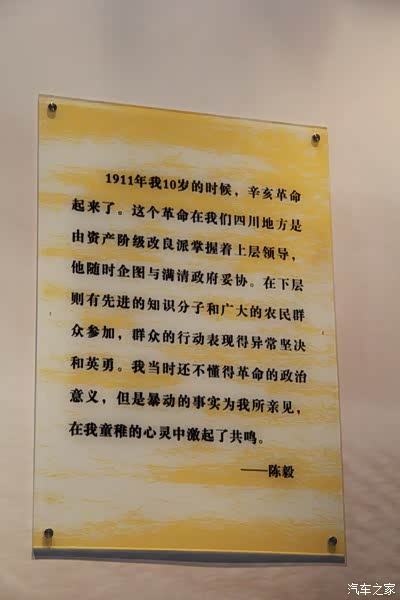 1911年我10岁的时候，辛亥革命
起来了。这个革命在我们四川地方是
由资产阶级改良派掌握着上层领导，
他随时企图与满清政府妥协。在下层
则有先进的知识分子和广大的农民群
众参加，群众的行动表现得异常坚决
和英勇。我当时还不懂得革命的政治
意义，但是暴动的事实为我所亲见，
在我童稚的心灵中激起了共鸣。
——陈毅
汽车之家